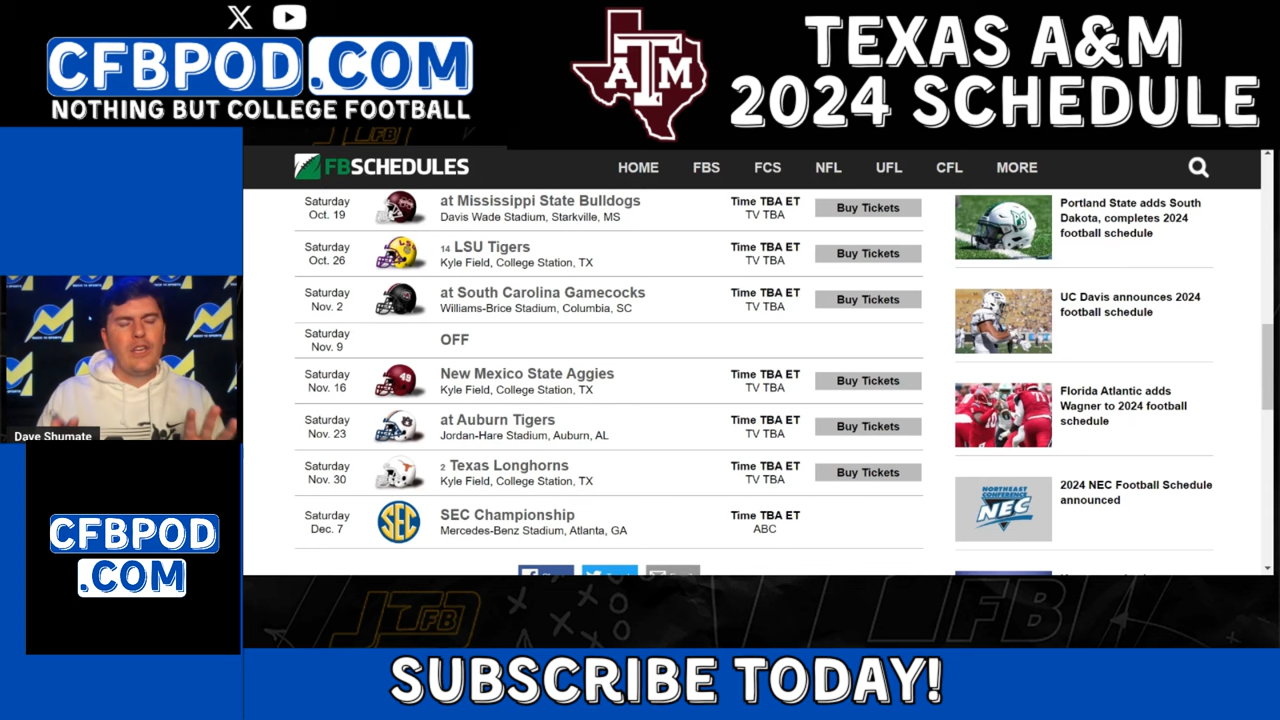 CFBPOD.COM
NOTHING BUT COLLEGE FOOTBALL
ATM
TEXAS A&M
2024 SCHEDULE
FBSCHEDULES
HOME FBS FCS NFL UFL CFL MORE
Saturday
Oct. 19
at Mississippi State Bulldogs
Davis Wade Stadium, Starkville, MS
Time TBA ET
TV TBA
Buy Tickets
Saturday
Oct. 26
14 LSU Tigers
Kyle Field, College Station, TX
Time TBA ET
TV TBA
Buy Tickets
Saturday
Nov. 2
at South Carolina Gamecocks
Williams-Brice Stadium, Columbia, SC
Time TBA ET
TV TBA
Buy Tickets
Saturday
Nov. 9
OFF
Saturday
Nov. 16
New Mexico State Aggies
Kyle Field, College Station, TX
Time TBA ET
TV TBA
Buy Tickets
Saturday
Nov. 23
at Auburn Tigers
Jordan-Hare Stadium, Auburn, AL
Time TBA ET
TV TBA
Buy Tickets
Saturday
Nov. 30
2 Texas Longhorns
Kyle Field, College Station, TX
Time TBA ET
TV TBA
Buy Tickets
Saturday
Dec. 7
SEC
SEC Championship
Mercedes-Benz Stadium, Atlanta, GA
Time TBA ET
ABC
Portland State adds South
Dakota, completes 2024
football schedule
UC Davis announces 2024
football schedule
Florida Atlantic adds
Wagner to 2024 football
schedule
NORTHEAST
CONFERENCE
NEC
2024 NEC Football Schedule
announced
Dave Shumate
CFBPOD
.COM
FB
SUBSCRIBE TODAY!